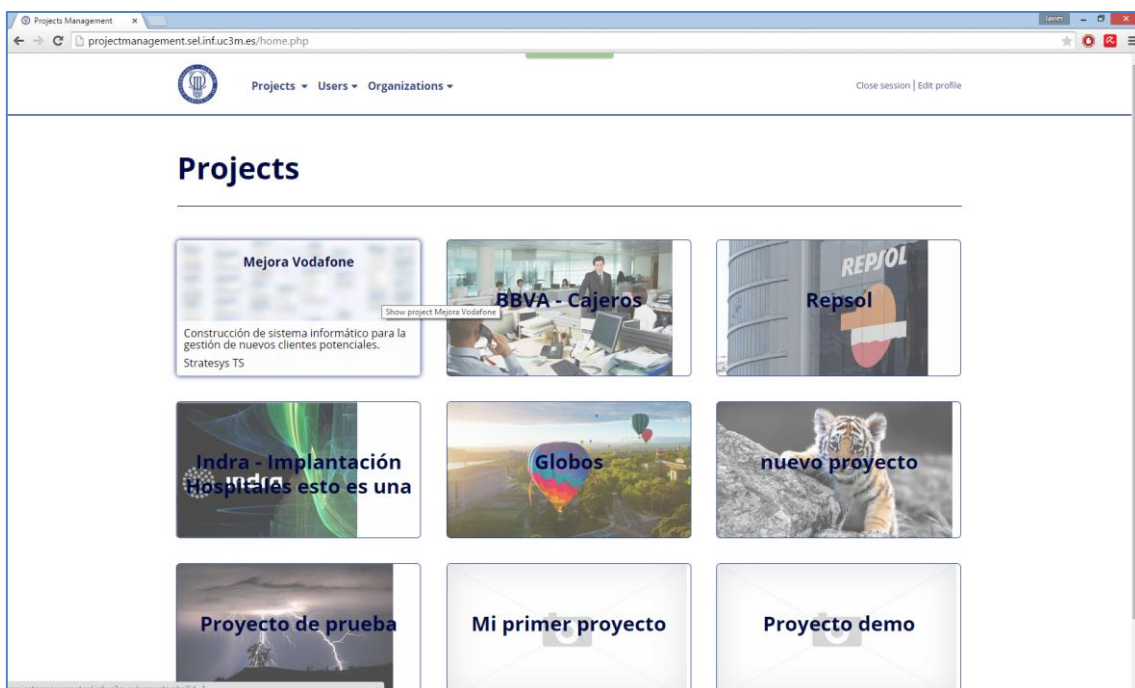 Projects Management
Javier
projectmanagement.sel.inf.uc3m.es/home.php
Projects Users Organizations
Close session | Edit profile
Projects
Mejora Vodafone
Show project Mejora Vodafone
Construcción de sistema informático para la
gestión de nuevos clientes potenciales.
Stratesys TS
BBVA - Cajeros
REPSOL
Repsol
Indra - Implantación
Hospitales esto es una
indra
Globos
nuevo proyecto
Proyecto de prueba
Mi primer proyecto
Proyecto demo